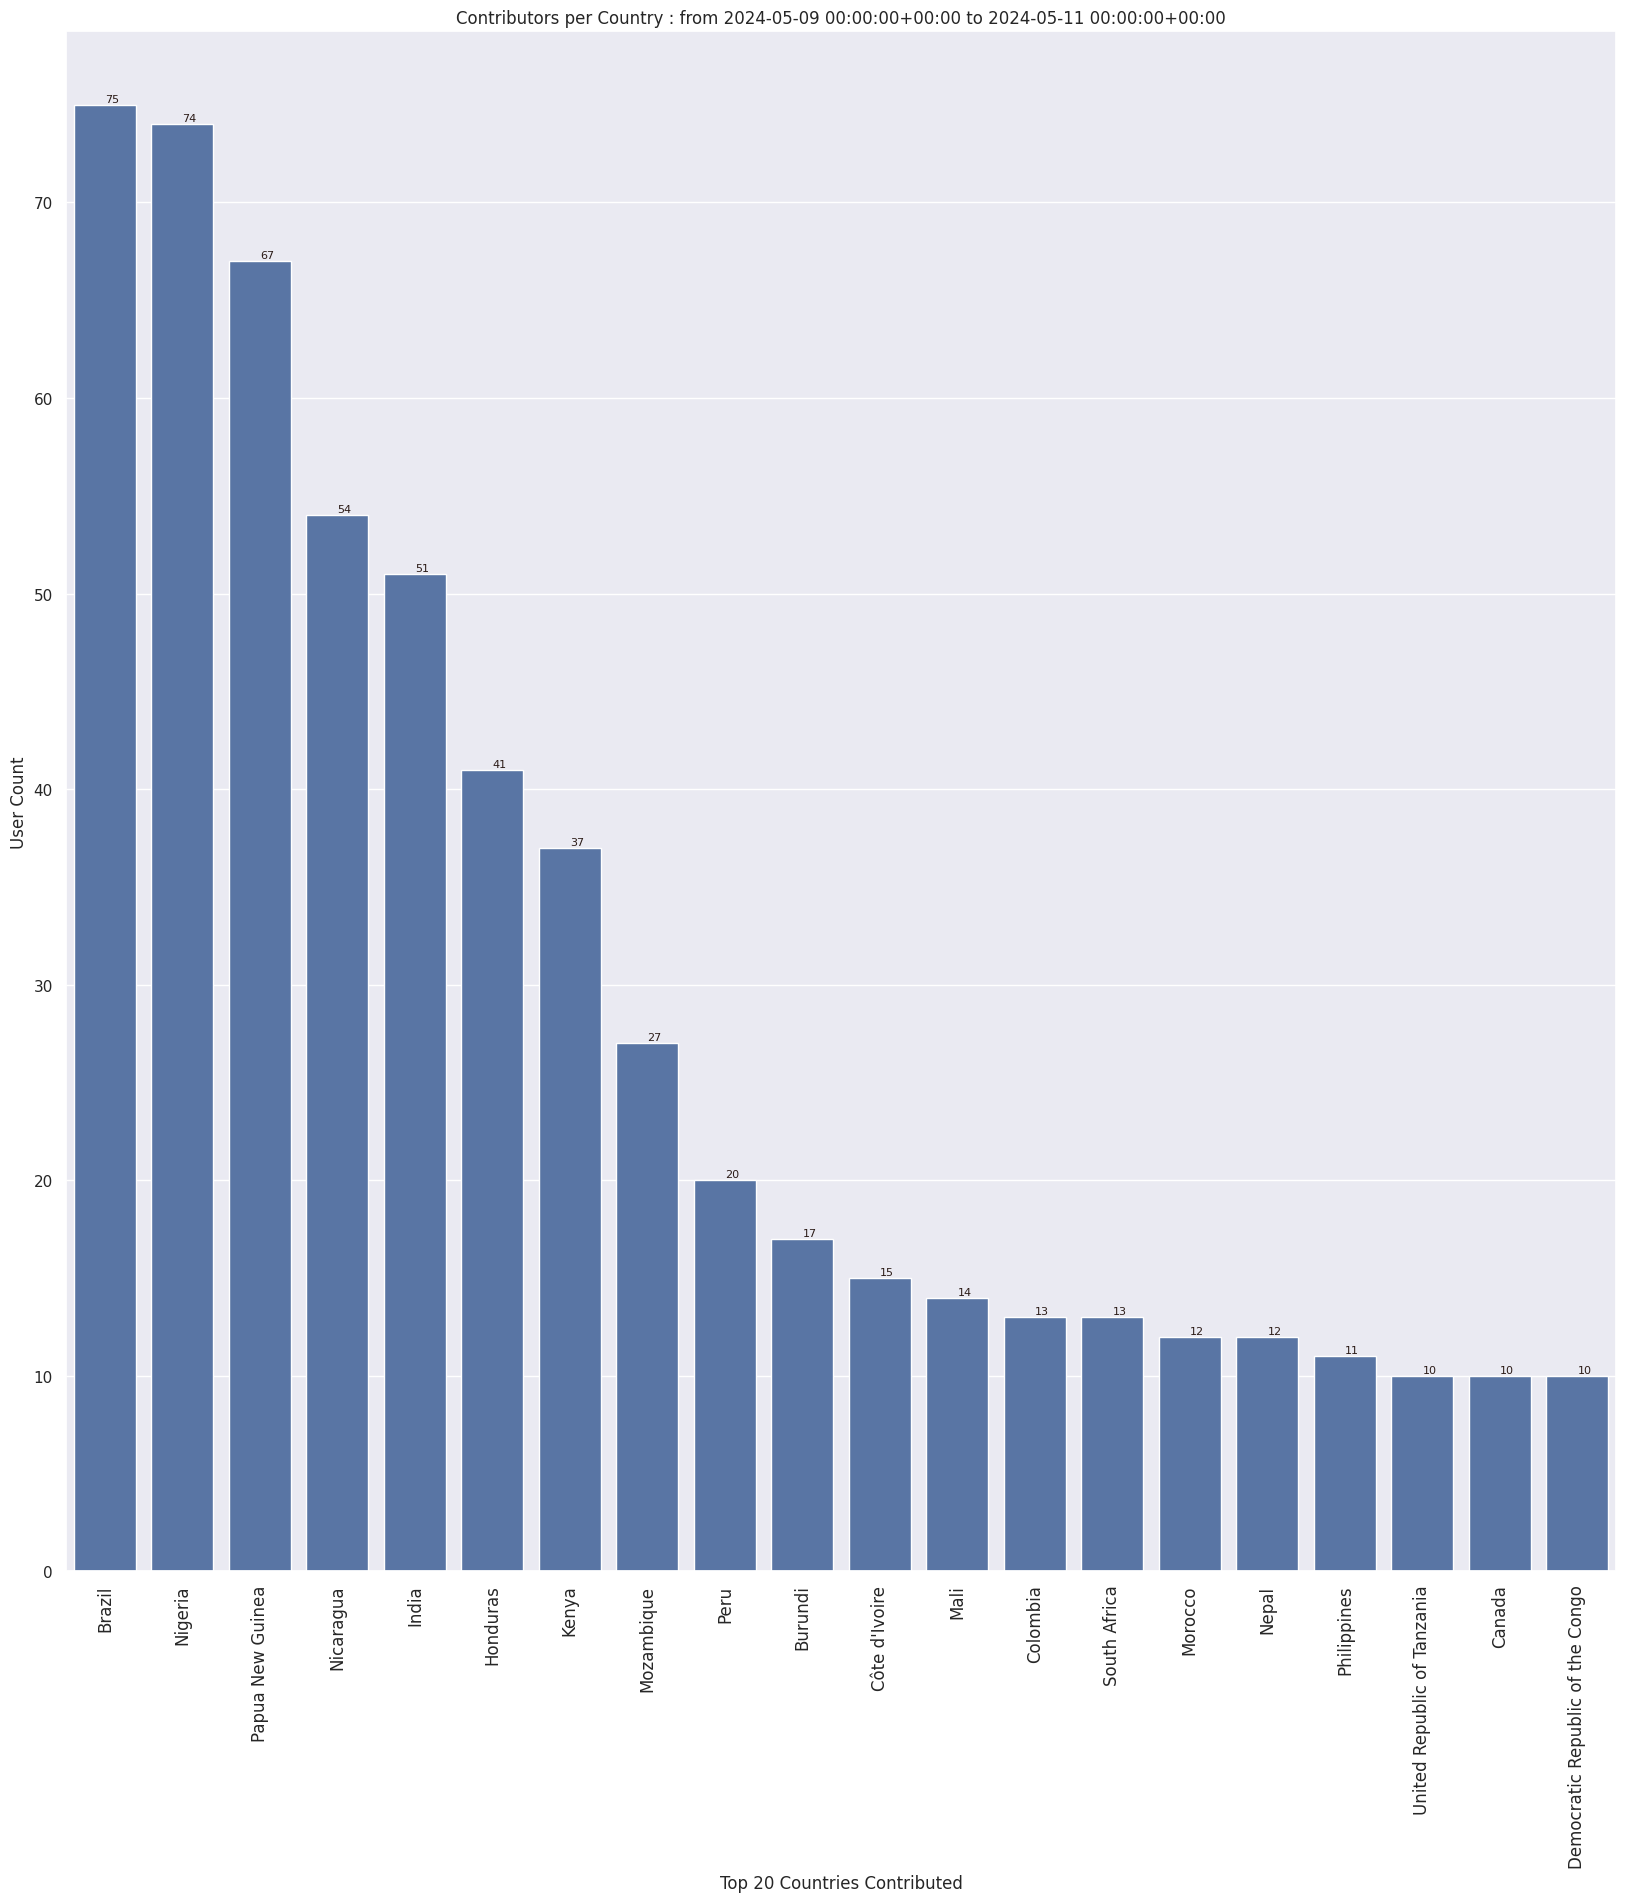 Contributors per Country : from 2024-05-09 00:00:00+00:00 to 2024-05-11 00:00:00+00:00
User Count
70
60
50
40
30
20
10
0
75
74
67
54
51
41
37
27
20
17
15
14
13
13
12
12
11
10
10
10
Brazil
Nigeria
Papua New Guinea
Nicaragua
India
Honduras
Kenya
Mozambique
Peru
Burundi
Côte d'Ivoire
Mali
Colombia
South Africa
Morocco
Nepal
Philippines
United Republic of Tanzania
Canada
Democratic Republic of the Congo
Top 20 Countries Contributed